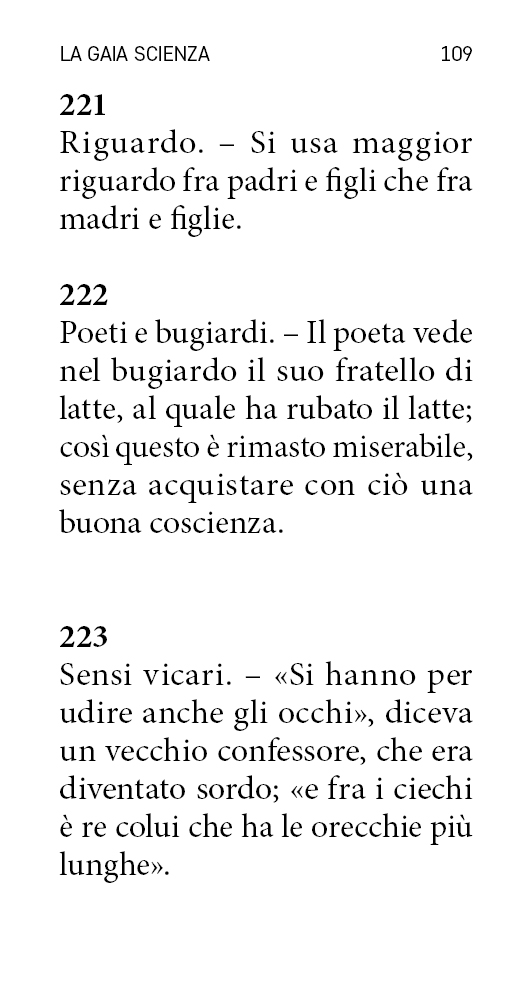 LA GAIA SCIENZA 109
221
Riguardo. – Si usa maggior
riguardo fra padri e figli che fra
madri e figlie.
222
Poeti e bugiardi. – Il poeta vede
nel bugiardo il suo fratello di
latte, al quale ha rubato il latte;
così questo è rimasto miserabile,
senza acquistare con ciò una
buona coscienza.
223
Sensi vicari. – «Si hanno per
udire anche gli occhi», diceva
un vecchio confessore, che era
diventato sordo; «e fra i ciechi
è re colui che ha le orecchie più
lunghe».